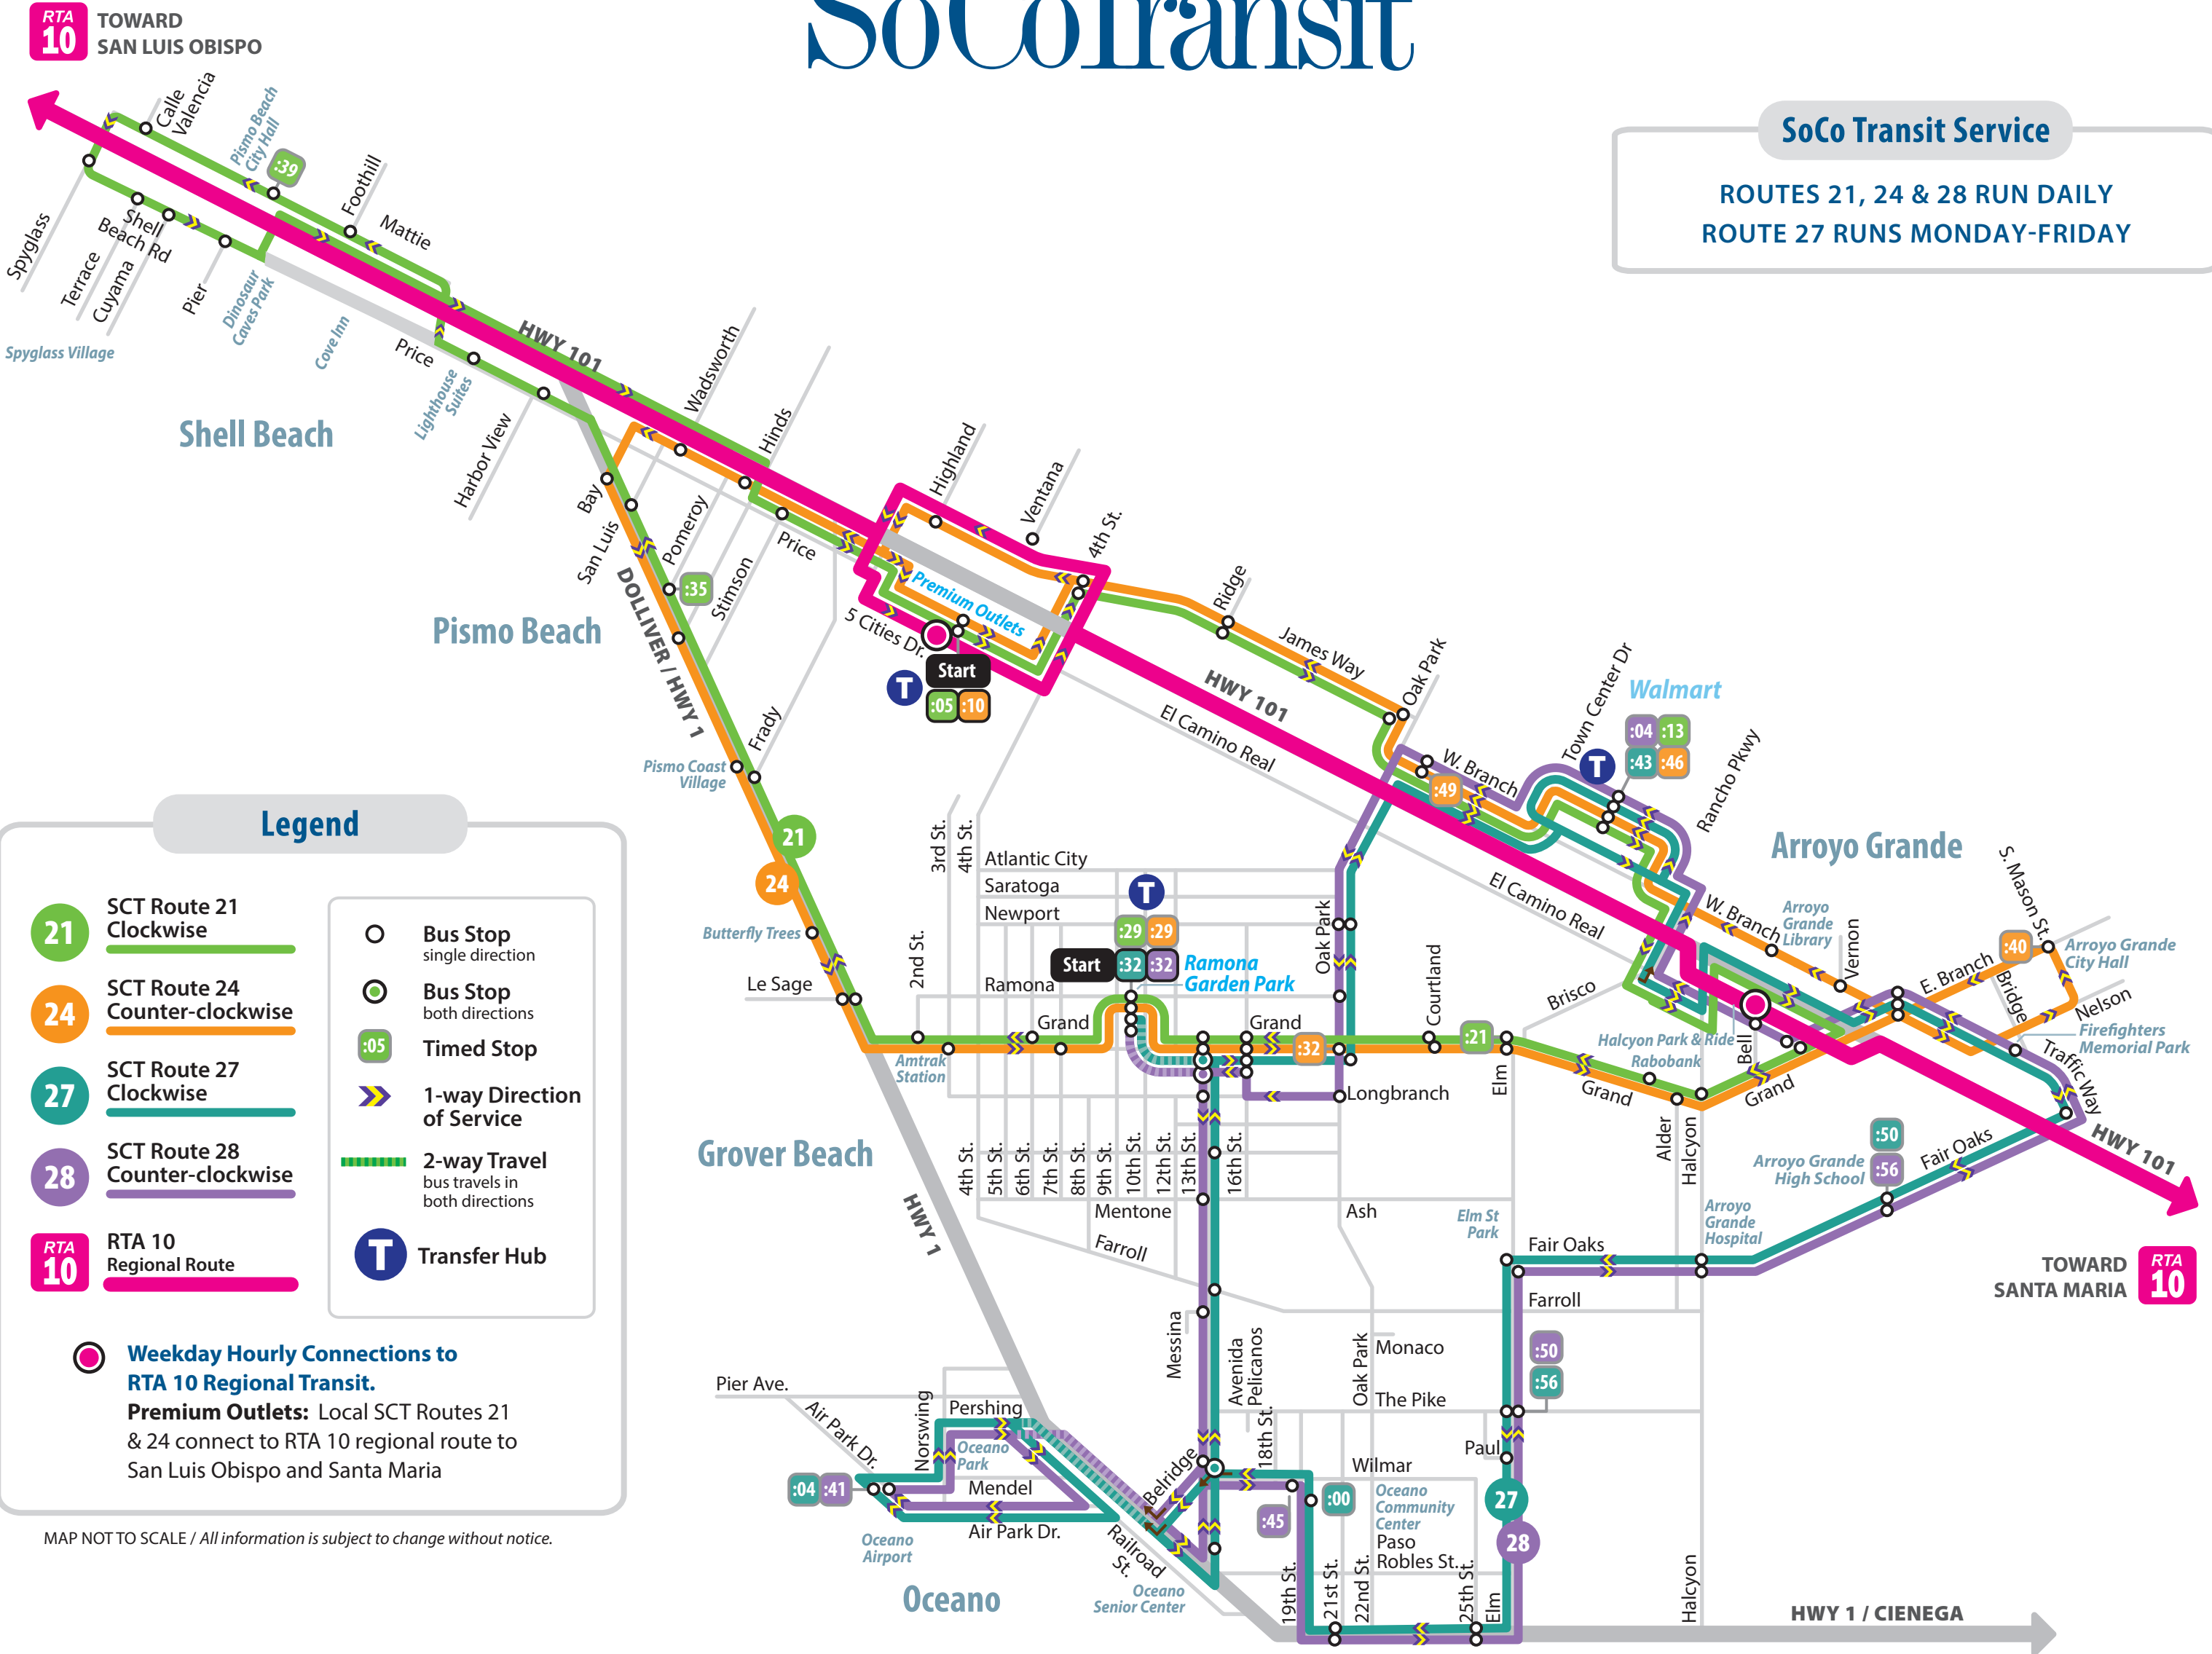 SoCoTransit
RTA
10
TOWARD
SAN LUIS OBISPO
SoCo Transit Service
ROUTES 21, 24 & 28 RUN DAILY
ROUTE 27 RUNS MONDAY-FRIDAY
Calle
Valencia
Pismo Beach
City Hall
:39
Foothill
Mattie
Spyglass
Shell
Beach Rd
Terrace
Cuyama
Pier
Dinosaur
Caves Park
Cove Inn
Spyglass Village
Price
Lighthouse
Suites
Harbor View
HWY 101
Wadsworth
Hinds
Shell Beach
Bay
San Luis
Pomeroy
Stimson
Price
:35
DOLLIVER / HWY 1
Pismo Beach
Highland
Ventana
4th St.
Premium Outlets
5 Cities Dr.
Start
T
:05
:10
Ridge
James Way
HWY 101
El Camino Real
Oak Park
W. Branch
:49
Town Center Dr
Walmart
T
:04
:13
:43
:46
Rancho Pkwy
Arroyo Grande
El Camino Real
W. Branch
Arroyo
Grande
Library
Vernon
S. Mason St.
:40
Arroyo Grande
City Hall
E. Branch
Bridge
Nelson
Firefighters
Memorial Park
Traffic Way
Brisco
Halcyon Park & Ride
Rabobank
Bell
Grand
Grand
Alder
Halcyon
HWY 101
:50
:56
Arroyo Grande
High School
Fair Oaks
Arroyo
Grande
Hospital
TOWARD
SANTA MARIA
RTA
10
Frady
Pismo Coast
Village
21
24
Butterfly Trees
Le Sage
3rd St.
4th St.
2nd St.
Atlantic City
Saratoga
Newport
T
:29
:29
Start
:32
:32
Ramona
Garden Park
Ramona
Grand
Grand
:32
Oak Park
Courtland
:21
Elm
Amtrak
Station
Longbranch
Grover Beach
4th St.
5th St.
6th St.
7th St.
8th St.
9th St.
10th St.
12th St.
13th St.
16th St.
Mentone
Ash
Farroll
HWY 1
Elm St
Park
Fair Oaks
Farroll
Messina
Avenida
Pelicanos
Oak Park
Monaco
The Pike
:50
:56
Paul
Pier Ave.
Air Park Dr.
Norswing
Pershing
Oceano
Park
:04
:41
Mendel
Air Park Dr.
Oceano
Airport
Belridge
Railroad
St.
Oceano
Senior Center
Oceano
18th St.
Wilmar
:00
:45
Oceano
Community
Center
Paso
Robles St.
19th St.
21st St.
22nd St.
25th St.
Elm
27
28
Halcyon
HWY 1 / CIENEGA
Legend
21
SCT Route 21
Clockwise
24
SCT Route 24
Counter-clockwise
27
SCT Route 27
Clockwise
28
SCT Route 28
Counter-clockwise
RTA
10
RTA 10
Regional Route
Bus Stop
single direction
Bus Stop
both directions
:05
Timed Stop
1-way Direction
of Service
2-way Travel
bus travels in
both directions
T
Transfer Hub
Weekday Hourly Connections to
RTA 10 Regional Transit.
Premium Outlets: Local SCT Routes 21
& 24 connect to RTA 10 regional route to
San Luis Obispo and Santa Maria
MAP NOT TO SCALE / All information is subject to change without notice.